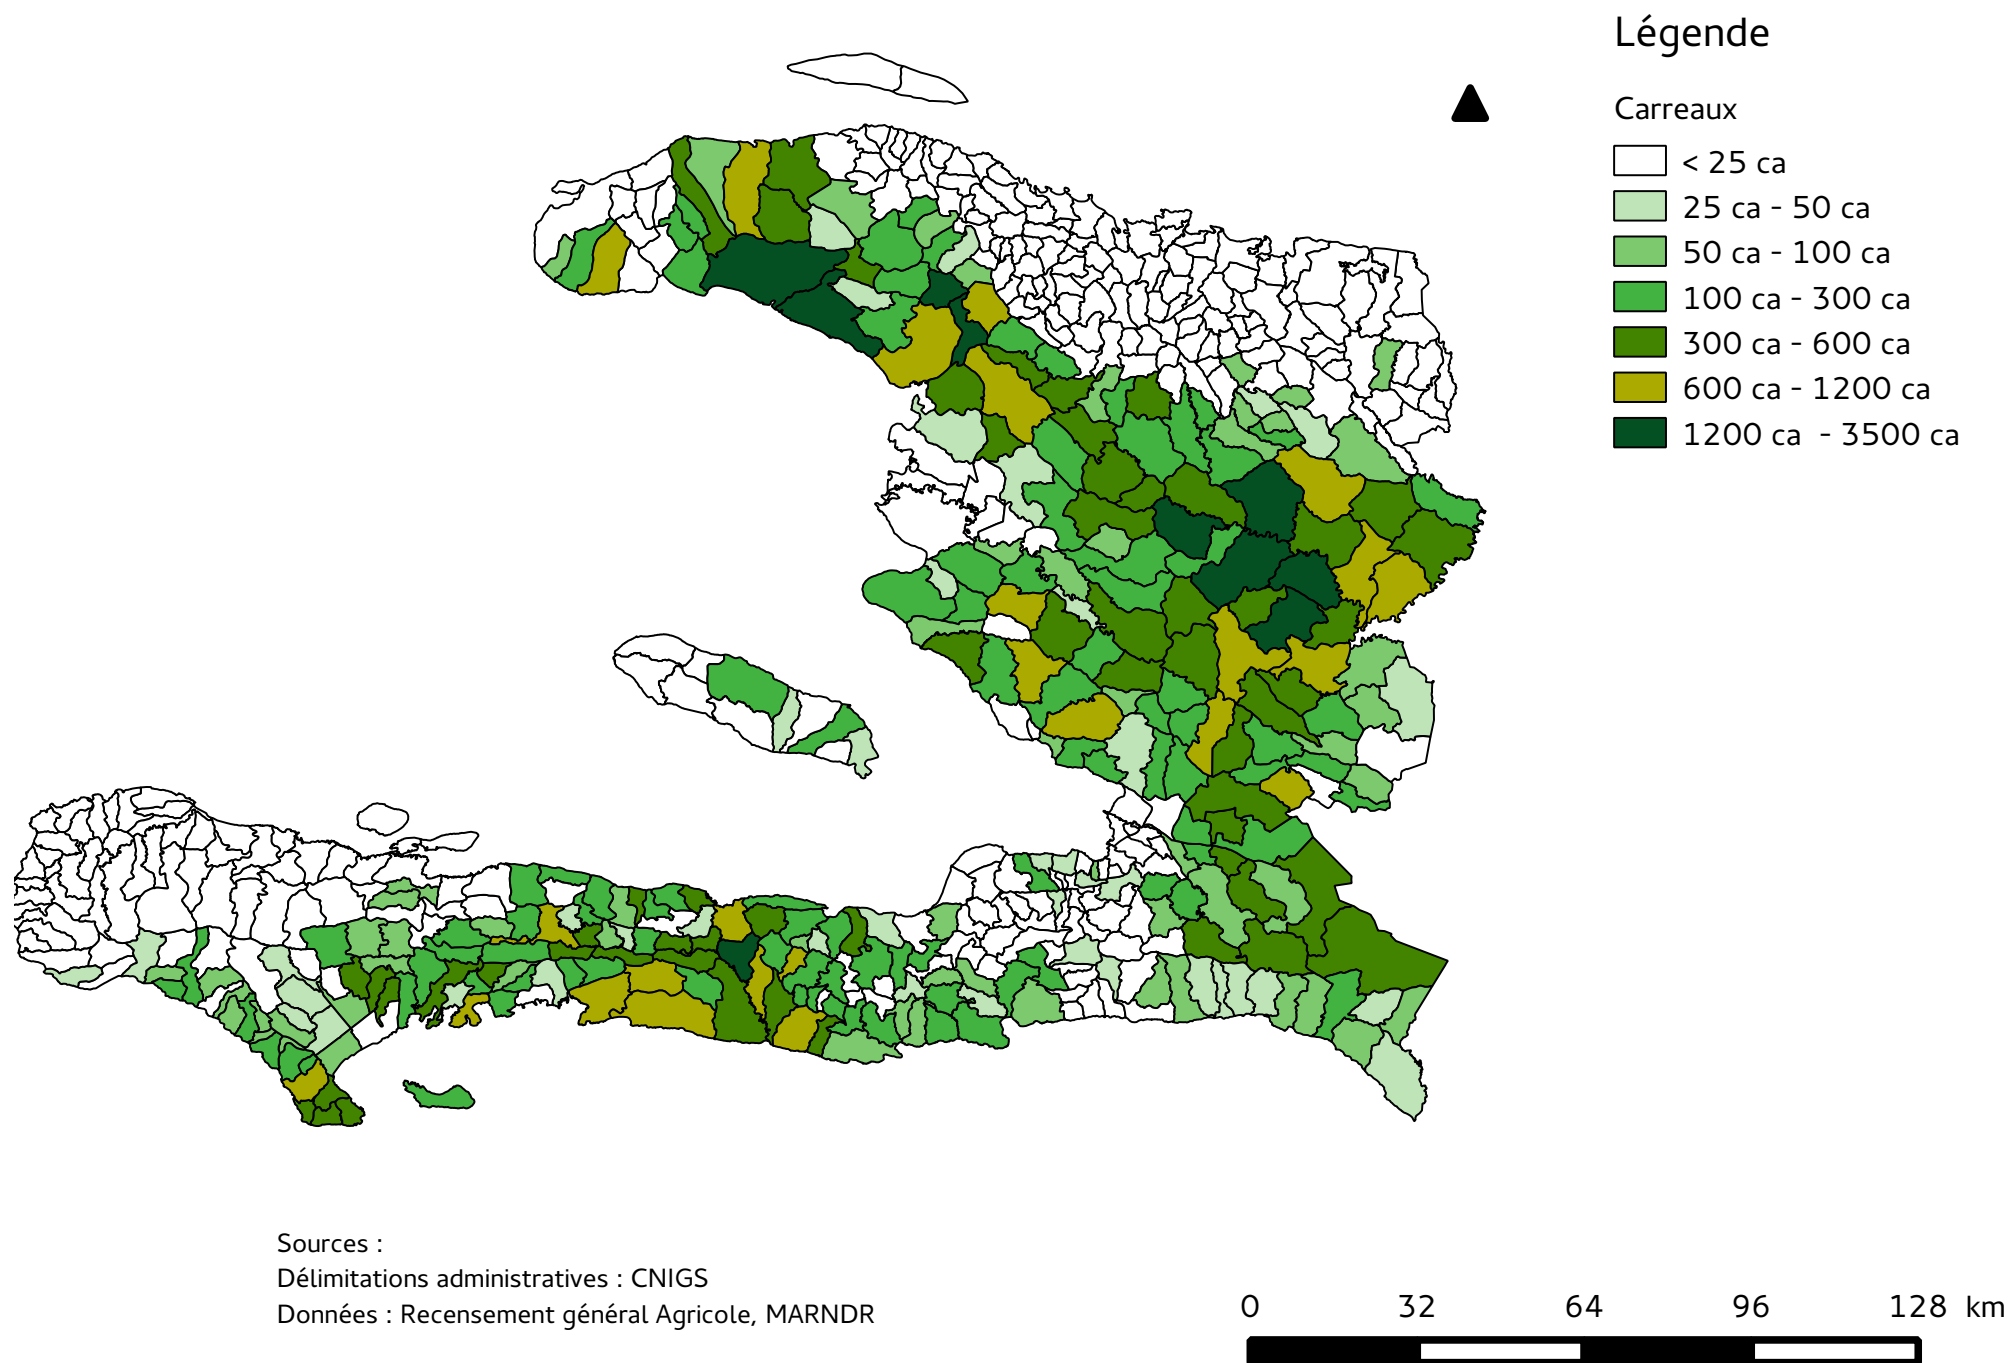 Légende
Carreaux
< 25 ca
25 ca - 50 ca
50 ca - 100 ca
100 ca - 300 ca
300 ca - 600 ca
600 ca - 1200 ca
1200 ca - 3500 ca
Sources :
Délimitations administratives : CNIGS
Données : Recensement général Agricole, MARNDR
0 32 64 96 128 km